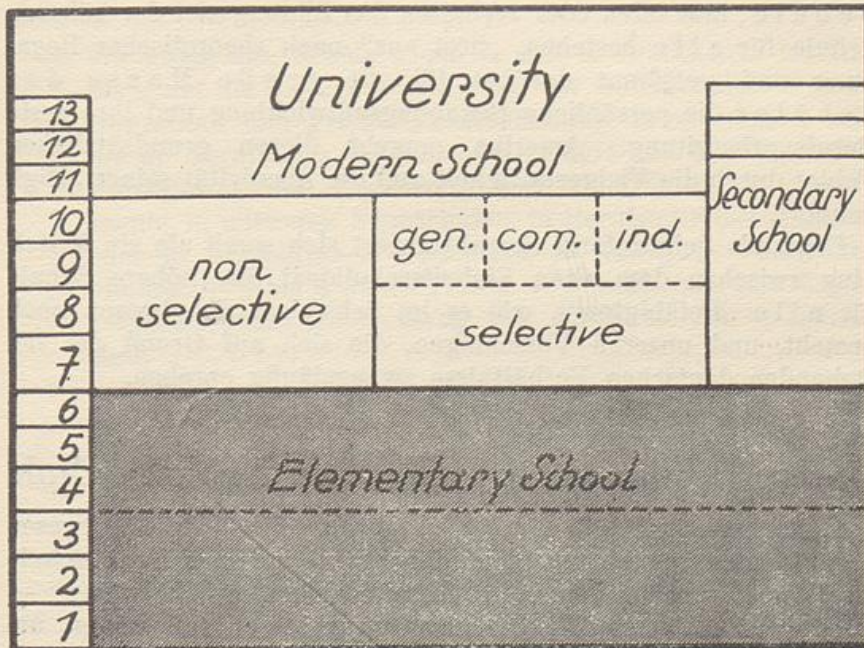 University
Modern School
13
12
11
10
9
8
7
6
5
4
3
2
1
non
selective
gen. com. ind.
selective
Secondary
School
Elementary School